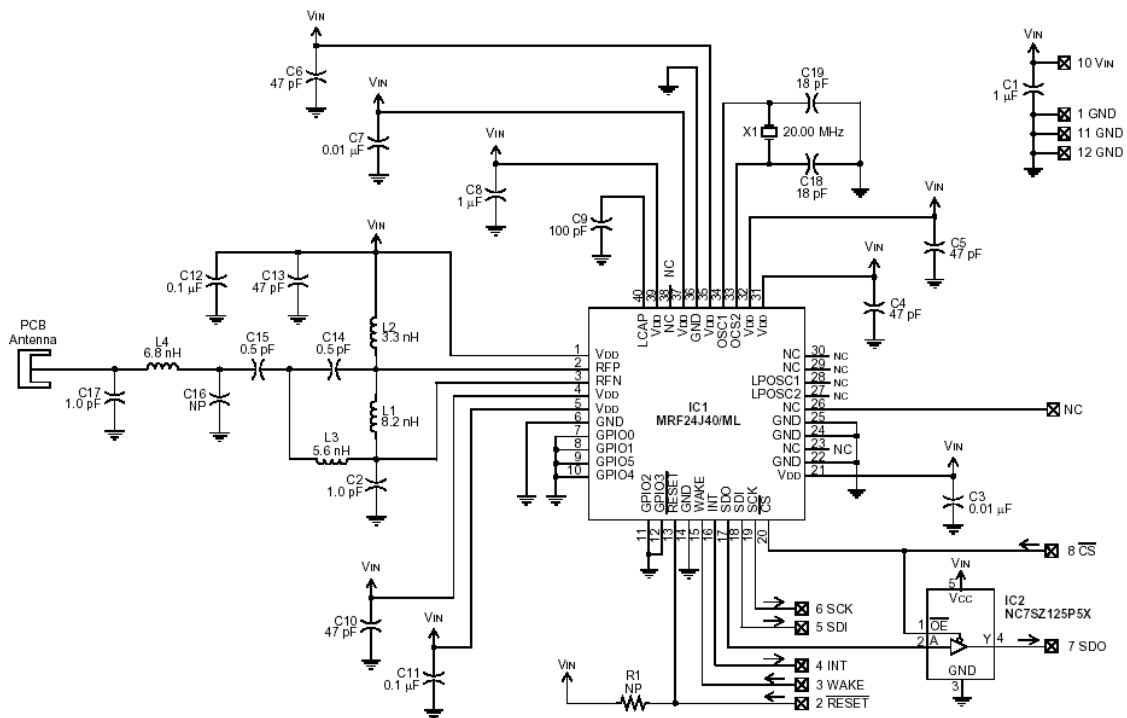 VIN
C6
47 pF
VIN
C7
0.01 µF
VIN
C8
1 µF
C9
100 pF
C19
18 pF
X1
20.00 MHz
C18
18 pF
VIN
10 VIN
C1
1 µF
1 GND
11 GND
12 GND
VIN
C5
47 pF
VIN
C4
47 pF
VIN
C12
0.1 µF
C13
47 pF
L2
3.3 nH
PCB
Antenna
L4
6.8 nH
C15
0.5 pF
C14
0.5 pF
C17
1.0 pF
C16
NP
L1
8.2 nH
L3
5.6 nH
C2
1.0 pF
NC
40 39 38 37 36 35 34 33 32 31
LCAP
VDD
NC
VDD
GND
VDD
OSC1
OCS2
VDD
VDD
1 VDD
2 RFP
3 RFN
4 VDD
5 VDD
6 GND
7 GPIO0
8 GPIO1
9 GPIO5
10 GPIO4
IC1
MRF24J40/ML
NC 30 NC
NC 29 NC
LPOSC1 28 NC
LPOSC2 27 NC
NC 26 NC
GND 25
GND 24
NC 23 NC
GND 22
VDD 21
GPIO2
GPIO3
RESET
GND
WAKE
INT
SDO
SDI
SCK
CS
11 12 13 14 15 16 17 18 19 20
VIN
C3
0.01 µF
8 CS
VIN
5
VCC
IC2
NC7SZ125P5X
1 OE
2 A
Y 4
GND
3
7 SDO
6 SCK
5 SDI
4 INT
3 WAKE
2 RESET
VIN
R1
NP
VIN
C10
47 pF
VIN
C11
0.1 µF